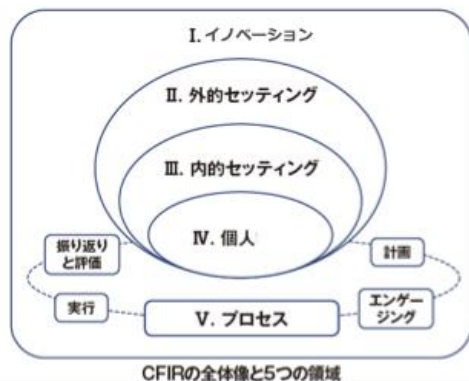 I.イノベーション
II. 外的セッティング
III. 内的セッティング
IV. 個人
振り返り
と評価
計画
実行
V. プロセス
エンゲー
ジング
CFIRの全体像と5つの領域